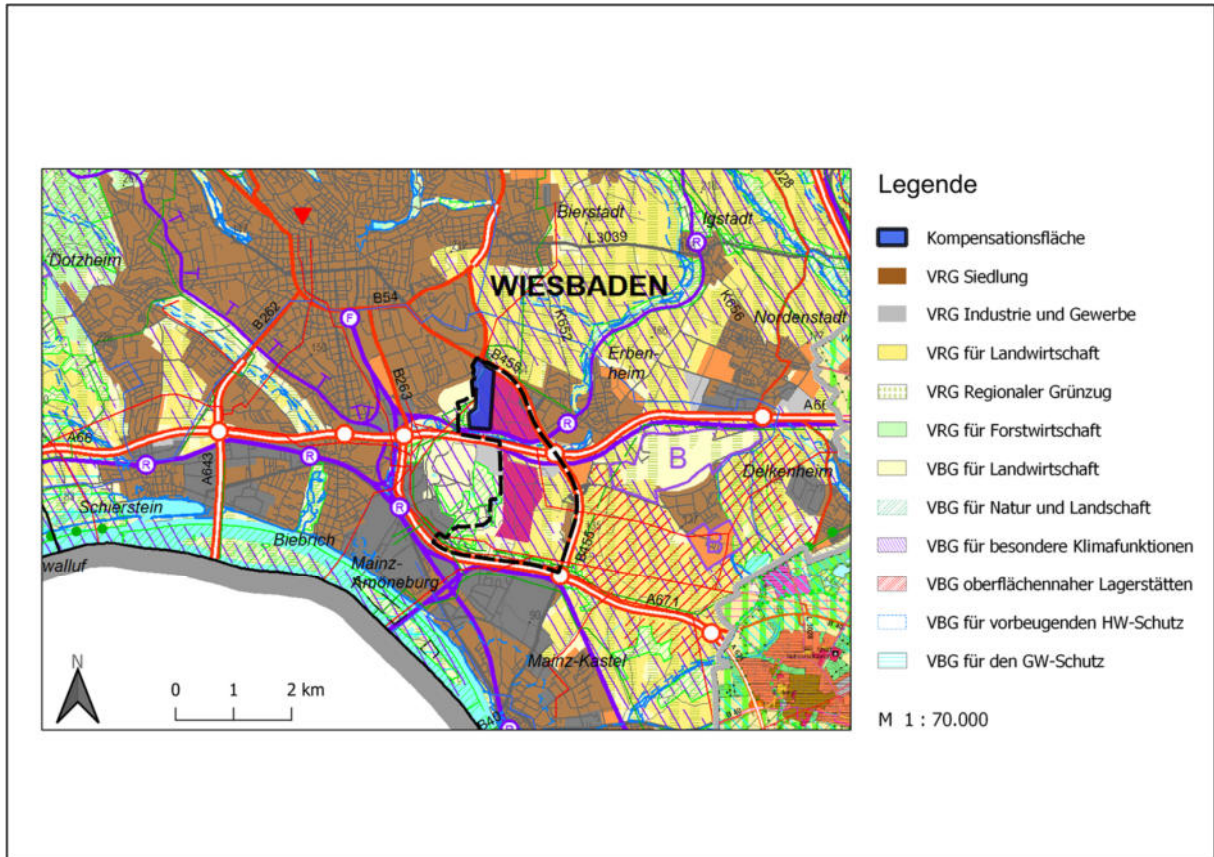 Bierstadt
Igstadt
L3039
Dotzheim
WIESBADEN
B54
B262
K652
K656
Nordenstadt
F
R
Erben-
heim
B455
B263
A66
R
A643
B
Delkenheim
R
R
R
Schierstein
Biebrich
Mainz-
Amöneburg
B455
walluf
A671
Mainz-Kastel
B40
N
0 1 2 km
Legende
Kompensationsfläche
VRG Siedlung
VRG Industrie und Gewerbe
VRG für Landwirtschaft
VRG Regionaler Grünzug
VRG für Forstwirtschaft
VBG für Landwirtschaft
VBG für Natur und Landschaft
VBG für besondere Klimafunktionen
VBG oberflächennaher Lagerstätten
VBG für vorbeugenden HW-Schutz
VBG für den GW-Schutz
M 1 : 70.000